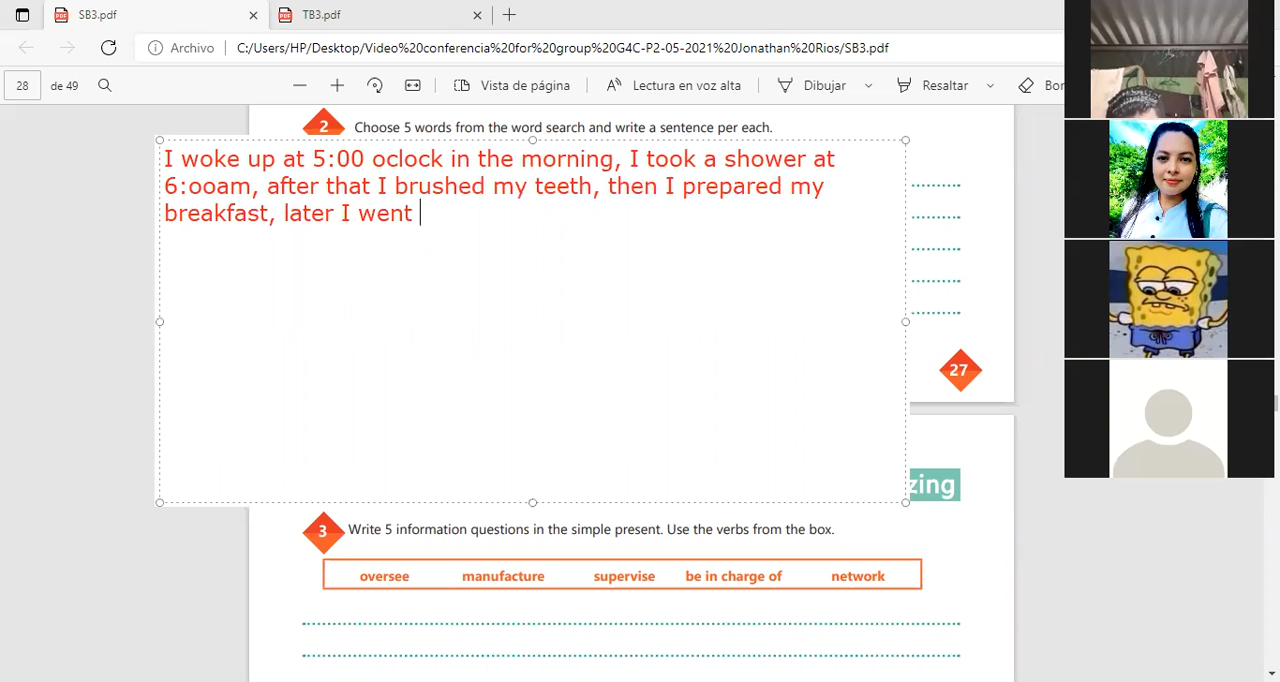 SB3.pdf
TB3.pdf
Archivo
C:/Users/HP/Desktop/Video%20conferencia%20for%20group%20G4C-P2-05-2021%20Jonathan%20Rios/SB3.pdf
28
de 49
Vista de página
Lectura en voz alta
Dibujar
Resaltar
Bor
2
Choose 5 words from the word search and write a sentence per each.
I woke up at 5:00 oclock in the morning, I took a shower at
6:ooam, after that I brushed my teeth, then I prepared my
breakfast, later I went
27
zing
3
Write 5 information questions in the simple present. Use the verbs from the box.
oversee manufacture supervise be in charge of network